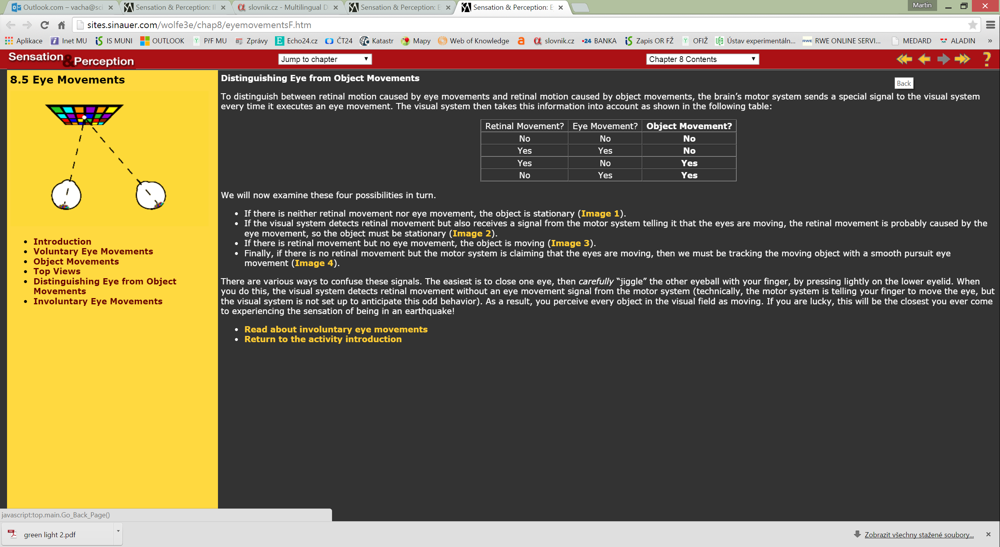 Outlook.com – vacha@sci
Sensation & Perception: Il
slovnik.cz - Multilingual D
Sensation & Perception: E
Sensation & Perception: E
Martin
sites.sinauer.com/wolfe3e/chap8/eyemovementsF.htm
Aplikace Inet MU IS MUNI OUTLOOK PřF MU Zprávy Echo24.cz ČT24 Katastr Mapy Web of Knowledge slovnik.cz •24 BANKA Zapis OR FŽ OFIŽ Ústav experimentáln... RWE RWE ONLINE SERVI... MEDARD ALADIN »
Sensation & Perception
Jump to chapter
Chapter 8 Contents
?
Back
8.5 Eye Movements
• Introduction
• Voluntary Eye Movements
• Object Movements
• Top Views
• Distinguishing Eye from Object
Movements
• Involuntary Eye Movements
Distinguishing Eye from Object Movements
To distinguish between retinal motion caused by eye movements and retinal motion caused by object movements, the brain’s motor system sends a special signal to the visual system
every time it executes an eye movement. The visual system then takes this information into account as shown in the following table:
Retinal Movement? Eye Movement? Object Movement?
No No No
Yes Yes No
Yes No Yes
No Yes Yes
We will now examine these four possibilities in turn.
• If there is neither retinal movement nor eye movement, the object is stationary (Image 1).
• If the visual system detects retinal movement but also receives a signal from the motor system telling it that the eyes are moving, the retinal movement is probably caused by the
eye movement, so the object must be stationary (Image 2).
• If there is retinal movement but no eye movement, the object is moving (Image 3).
• Finally, if there is no retinal movement but the motor system is claiming that the eyes are moving, then we must be tracking the moving object with a smooth pursuit eye
movement (Image 4).
There are various ways to confuse these signals. The easiest is to close one eye, then carefully “jiggle” the other eyeball with your finger, by pressing lightly on the lower eyelid. When
you do this, the visual system detects retinal movement without an eye movement signal from the motor system (technically, the motor system is telling your finger to move the eye, but
the visual system is not set up to anticipate this odd behavior). As a result, you perceive every object in the visual field as moving. If you are lucky, this will be the closest you ever come
to experiencing the sensation of being in an earthquake!
• Read about involuntary eye movements
• Return to the activity introduction
javascript:top.main.Go_Back_Page()
green light 2.pdf
Zobrazit všechny stažené soubory...